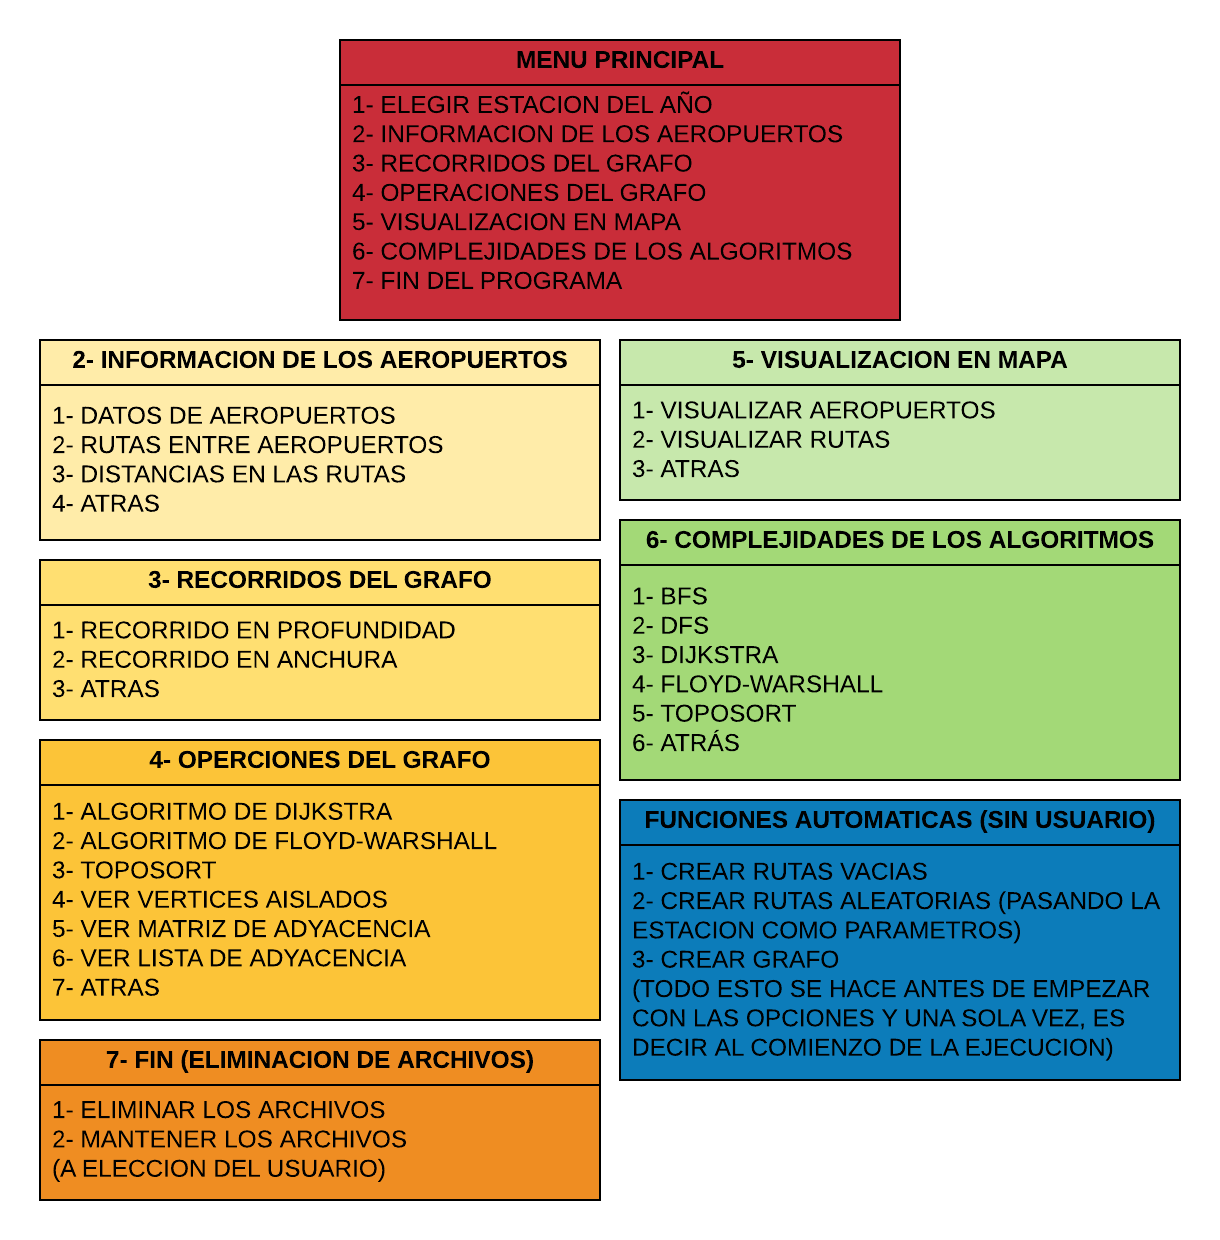 MENU PRINCIPAL
1- ELEGIR ESTACION DEL AÑO
2- INFORMACION DE LOS AEROPUERTOS
3- RECORRIDOS DEL GRAFO
4- OPERACIONES DEL GRAFO
5- VISUALIZACION EN MAPA
6- COMPLEJIDADES DE LOS ALGORITMOS
7- FIN DEL PROGRAMA
2- INFORMACION DE LOS AEROPUERTOS
1- DATOS DE AEROPUERTOS
2- RUTAS ENTRE AEROPUERTOS
3- DISTANCIAS EN LAS RUTAS
4- ATRAS
3- RECORRIDOS DEL GRAFO
1- RECORRIDO EN PROFUNDIDAD
2- RECORRIDO EN ANCHURA
3- ATRAS
4- OPERCIONES DEL GRAFO
1- ALGORITMO DE DIJKSTRA
2- ALGORITMO DE FLOYD-WARSHALL
3- TOPOSORT
4- VER VERTICES AISLADOS
5- VER MATRIZ DE ADYACENCIA
6- VER LISTA DE ADYACENCIA
7- ATRAS
7- FIN (ELIMINACION DE ARCHIVOS)
1- ELIMINAR LOS ARCHIVOS
2- MANTENER LOS ARCHIVOS
(A ELECCION DEL USUARIO)
5- VISUALIZACION EN MAPA
1- VISUALIZAR AEROPUERTOS
2- VISUALIZAR RUTAS
3- ATRAS
6- COMPLEJIDADES DE LOS ALGORITMOS
1- BFS
2- DFS
3- DIJKSTRA
4- FLOYD-WARSHALL
5- TOPOSORT
6- ATRÁS
FUNCIONES AUTOMATICAS (SIN USUARIO)
1- CREAR RUTAS VACIAS
2- CREAR RUTAS ALEATORIAS (PASANDO LA
ESTACION COMO PARAMETROS)
3- CREAR GRAFO
(TODO ESTO SE HACE ANTES DE EMPEZAR
CON LAS OPCIONES Y UNA SOLA VEZ, ES
DECIR AL COMIENZO DE LA EJECUCION)